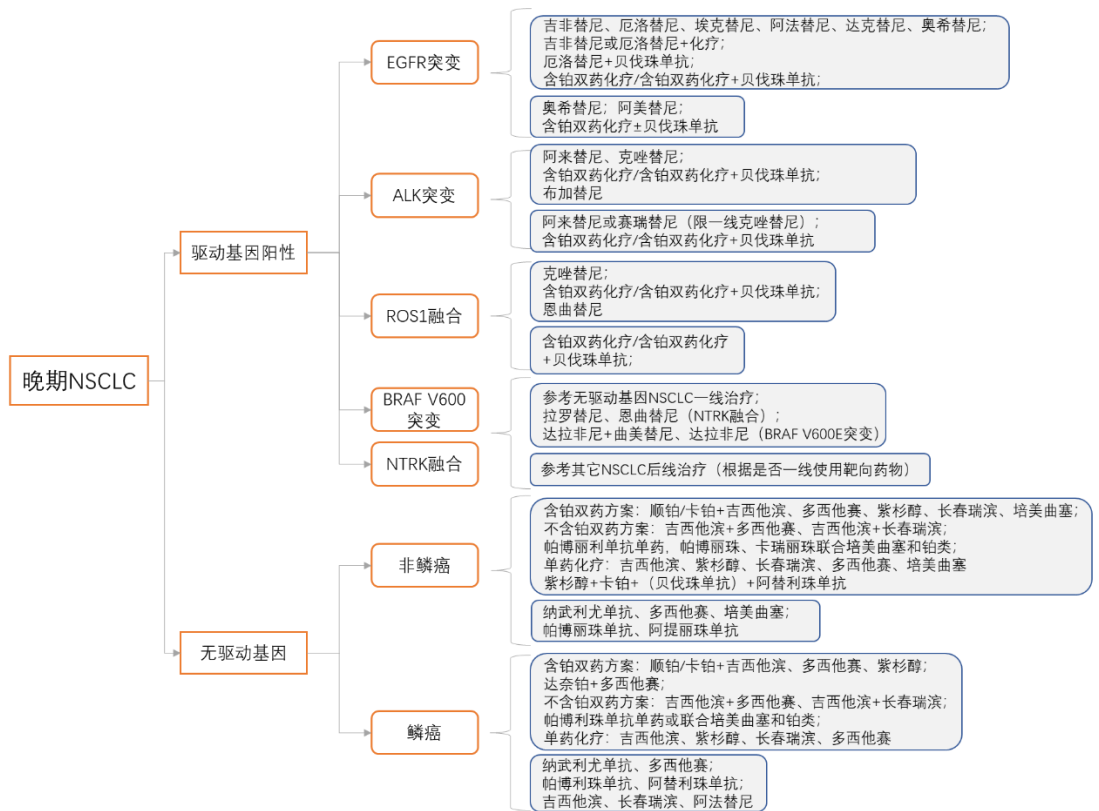 晚期NSCLC
驱动基因阳性
EGFR突变
吉非替尼、厄洛替尼、埃克替尼、阿法替尼、达克替尼、奥希替尼；
吉非替尼或厄洛替尼+化疗；
厄洛替尼+贝伐珠单抗；
含铂双药化疗/含铂双药化疗+贝伐珠单抗；
奥希替尼；阿美替尼；
含铂双药化疗±贝伐珠单抗
ALK突变
阿来替尼、克唑替尼；
含铂双药化疗/含铂双药化疗+贝伐珠单抗；
布加替尼
阿来替尼或赛瑞替尼（限一线克唑替尼）；
含铂双药化疗/含铂双药化疗+贝伐珠单抗
ROS1融合
克唑替尼；
含铂双药化疗/含铂双药化疗+贝伐珠单抗；
恩曲替尼
含铂双药化疗/含铂双药化疗
+贝伐珠单抗；
BRAF V600
突变
NTRK融合
参考无驱动基因NSCLC一线治疗；
拉罗替尼、恩曲替尼（NTRK融合）；
达拉非尼+曲美替尼、达拉非尼（BRAF V600E突变）
参考其它NSCLC后线治疗（根据是否一线使用靶向药物）
无驱动基因
非鳞癌
含铂双药方案：顺铂/卡铂+吉西他滨、多西他赛、紫杉醇、长春瑞滨、培美曲塞；
不含铂双药方案：吉西他滨+多西他赛、吉西他滨+长春瑞滨；
帕博丽利单抗单药，帕博丽珠、卡瑞丽珠联合培美曲塞和铂类；
单药化疗：吉西他滨、紫杉醇、长春瑞滨、多西他赛、培美曲塞
紫杉醇+卡铂+（贝伐珠单抗）+阿替利珠单抗
纳武利尤单抗、多西他赛、培美曲塞；
帕博丽珠单抗、阿提丽珠单抗
鳞癌
含铂双药方案：顺铂/卡铂+吉西他滨、多西他赛、紫杉醇；
达奈铂+多西他赛；
不含铂双药方案：吉西他滨+多西他赛、吉西他滨+长春瑞滨；
帕博利珠单抗单药或联合培美曲塞和铂类；
单药化疗：吉西他滨、紫杉醇、长春瑞滨、多西他赛
纳武利尤单抗、多西他赛；
帕博利珠单抗、阿替利珠单抗；
吉西他滨、长春瑞滨、阿法替尼